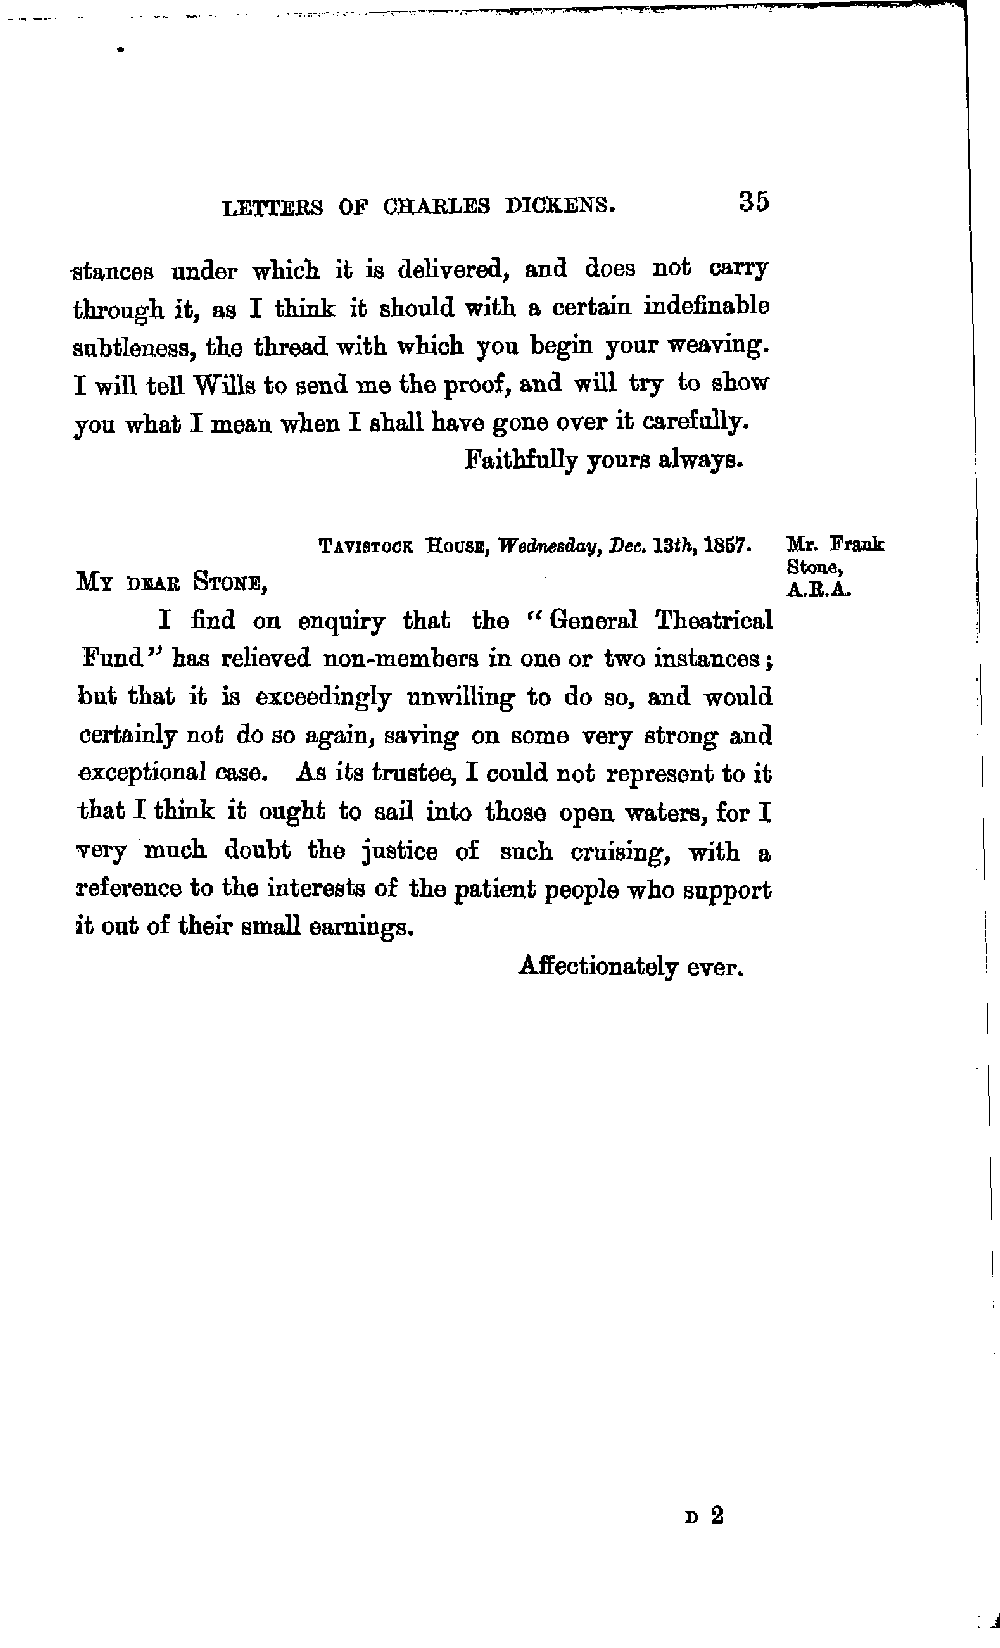 LETTERS OF CHARLES DICKENS. 35
stances under which it is delivered, and does not carry
through it, as I think it should with a certain indefinable
subtleness, the thread with which you begin your weaving.
I will tell Wills to send me the proof, and will try to show
you what I mean when I shall have gone over it carefully.
Faithfully yours always.
TAVISTOCK HOUSE, Wednesday, Dec. 13th, 1857.
Mr. Frank
Stone,
A.R.A.
MY DEAR STONE,
I find on enquiry that the “General Theatrical
Fund” has relieved non-members in one or two instances;
but that it is exceedingly unwilling to do so, and would
certainly not do so again, saving on some very strong and
exceptional case. As its trustee, I could not represent to it
that I think it ought to sail into those open waters, for I
very much doubt the justice of such cruising, with a
reference to the interests of the patient people who support
it out of their small earnings.
Affectionately ever.
D 2